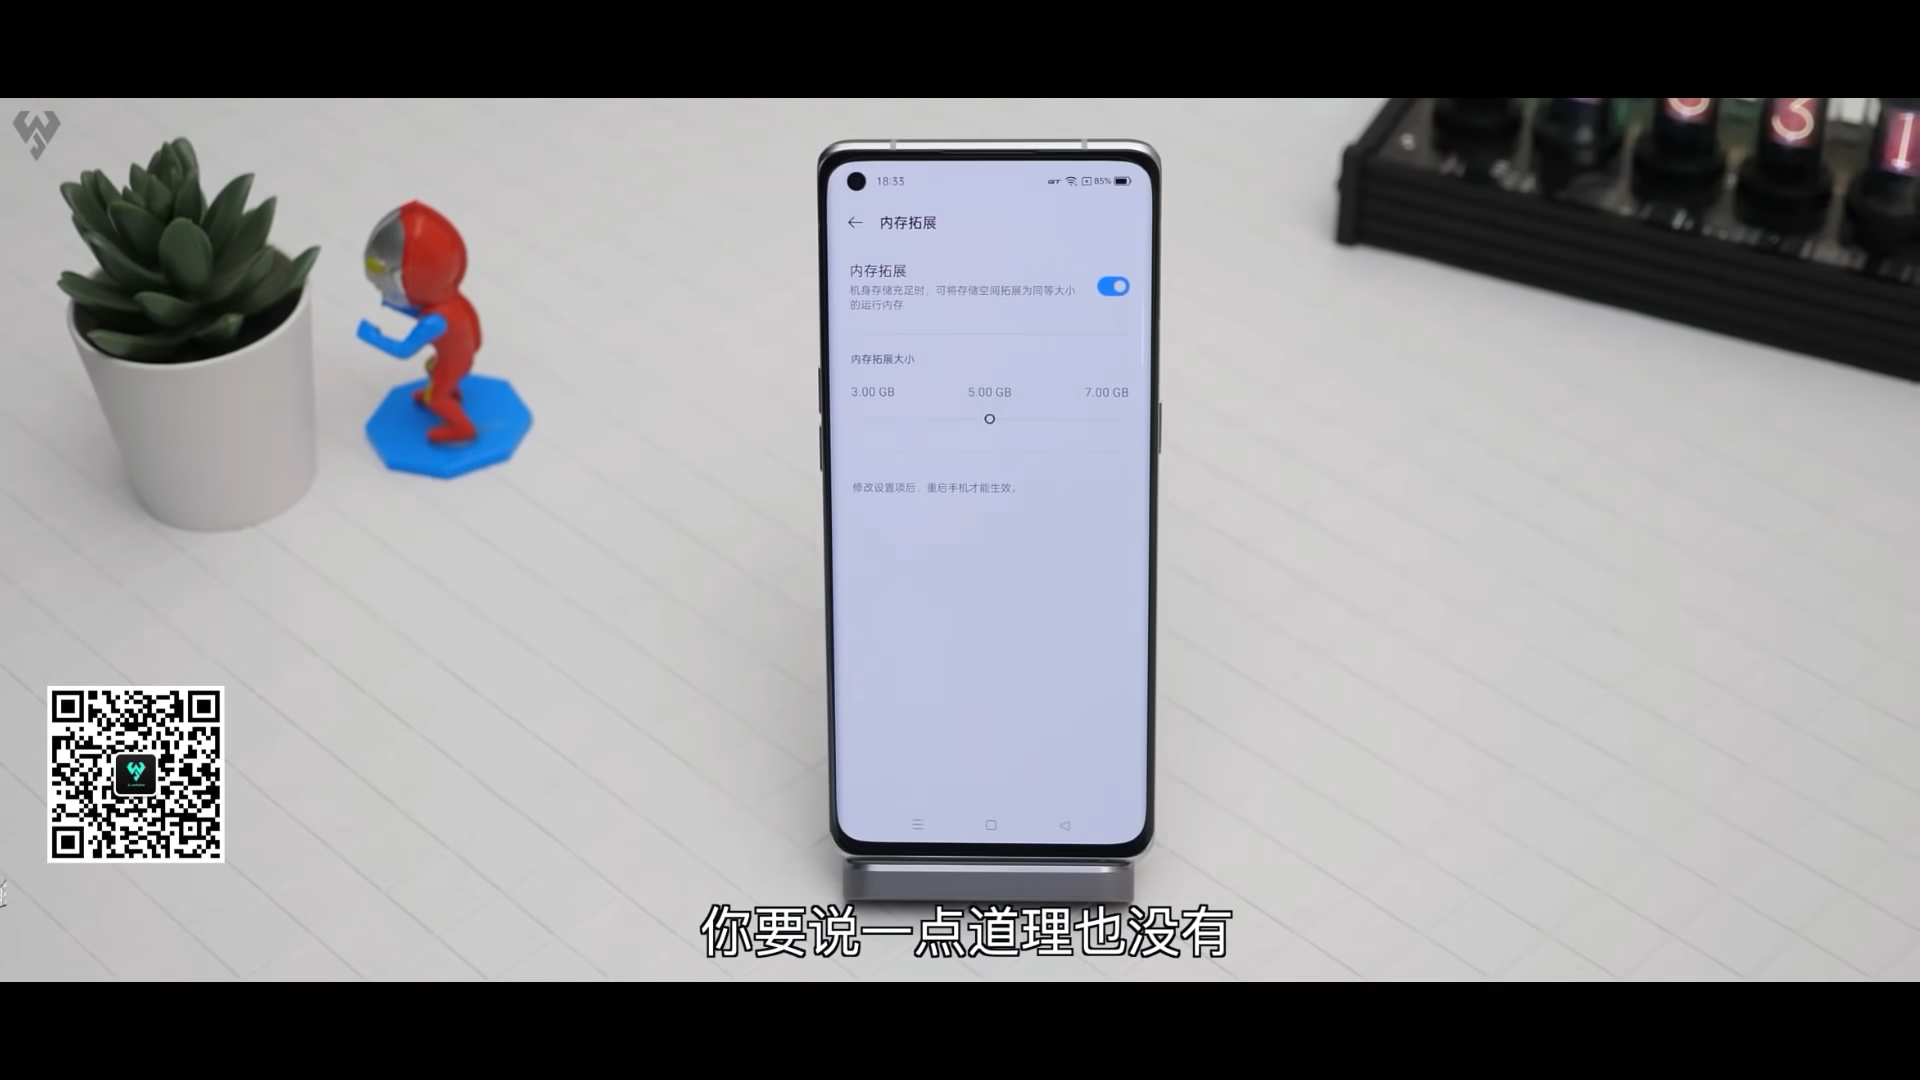 18:33
85%
内存拓展
内存拓展
机身存储充足时，可将存储空间拓展为同等大小
的运行内存
内存拓展大小
3.00 GB 5.00 GB 7.00 GB
修改设置项后，重启手机才能生效。
3 1
你要说一点道理也没有